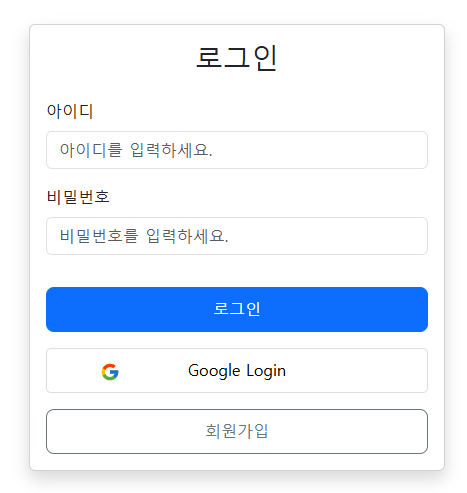 로그인
아이디
아이디를 입력하세요.
비밀번호
비밀번호를 입력하세요.
로그인
Google Login
회원가입